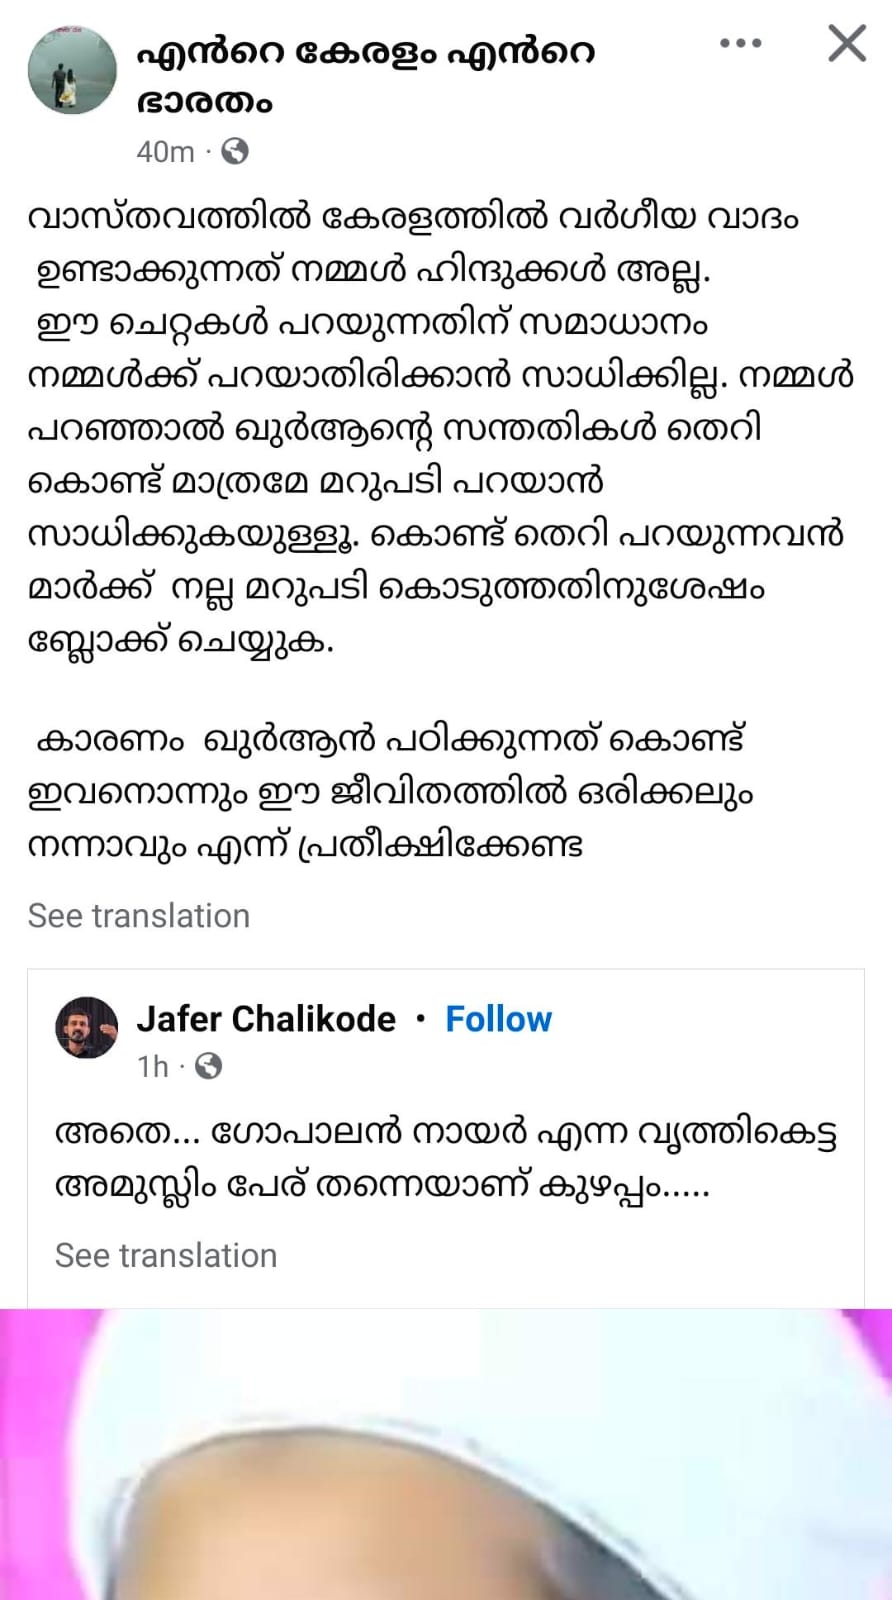 എൻറെ കേരളം എൻറെ
ഭാരതം
40m ·
വാസ്തവത്തിൽ കേരളത്തിൽ വർഗീയ വാദം
ഉണ്ടാക്കുന്നത് നമ്മൾ ഹിന്ദുക്കൾ അല്ല.
ഈ ചെറ്റകൾ പറയുന്നതിന് സമാധാനം
നമ്മൾക്ക് പറയാതിരിക്കാൻ സാധിക്കില്ല. നമ്മൾ
പറഞ്ഞാൽ ഖുർആന്റെ സന്തതികൾ തെറി
കൊണ്ട് മാത്രമേ മറുപടി പറയാൻ
സാധിക്കുകയുള്ളൂ. കൊണ്ട് തെറി പറയുന്നവൻ
മാർക്ക് നല്ല മറുപടി കൊടുത്തതിനുശേഷം
ബ്ലോക്ക് ചെയ്യുക.
കാരണം ഖുർആൻ പഠിക്കുന്നത് കൊണ്ട്
ഇവനൊന്നും ഈ ജീവിതത്തിൽ ഒരിക്കലും
നന്നാവും എന്ന് പ്രതീക്ഷിക്കേണ്ട
See translation
Jafer Chalikode • Follow
1h ·
അതെ... ഗോപാലൻ നായർ എന്ന വൃത്തികെട്ട
അമുസ്ലിം പേര് തന്നെയാണ് കുഴപ്പം.....
See translation